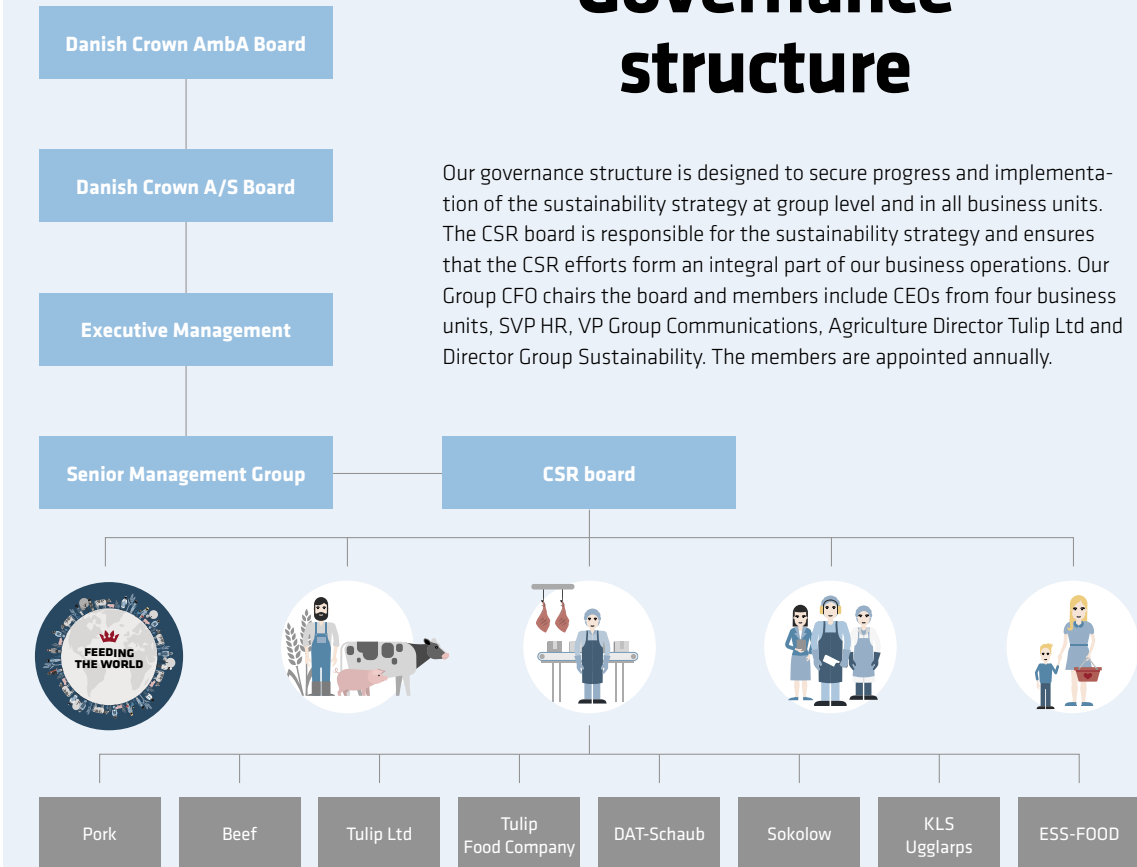 Governance
structure
Danish Crown AmbA Board
Danish Crown A/S Board
Executive Management
Senior Management Group
Our governance structure is designed to secure progress and implementa-
tion of the sustainability strategy at group level and in all business units.
The CSR board is responsible for the sustainability strategy and ensures
that the CSR efforts form an integral part of our business operations. Our
Group CFO chairs the board and members include CEOs from four business
units, SVP HR, VP Group Communications, Agriculture Director Tulip Ltd and
Director Group Sustainability. The members are appointed annually.
CSR board
FEEDING
THE WORLD
Pork
Beef
Tulip Ltd
Tulip
Food Company
DAT-Schaub
Sokolow
KLS
Ugglarps
ESS-FOOD